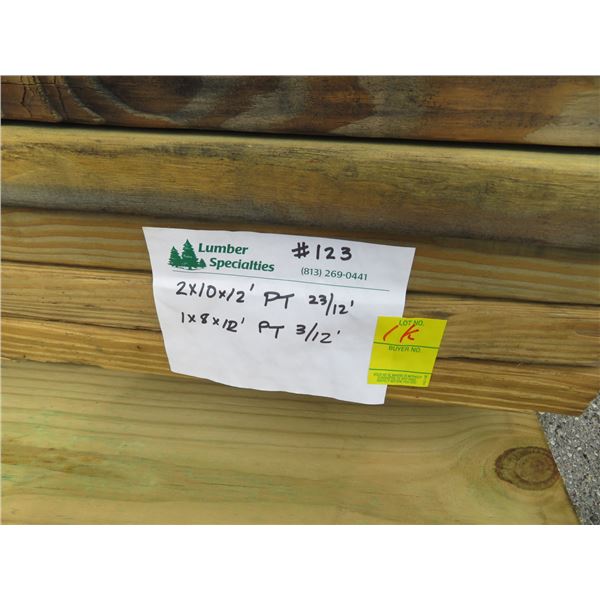 Lumber
Specialties
#123
(813) 269-0441
2x10x12' PT 23/12'
1x8x12' PT 3/12'
LOT NO.
1K
BUYER NO.